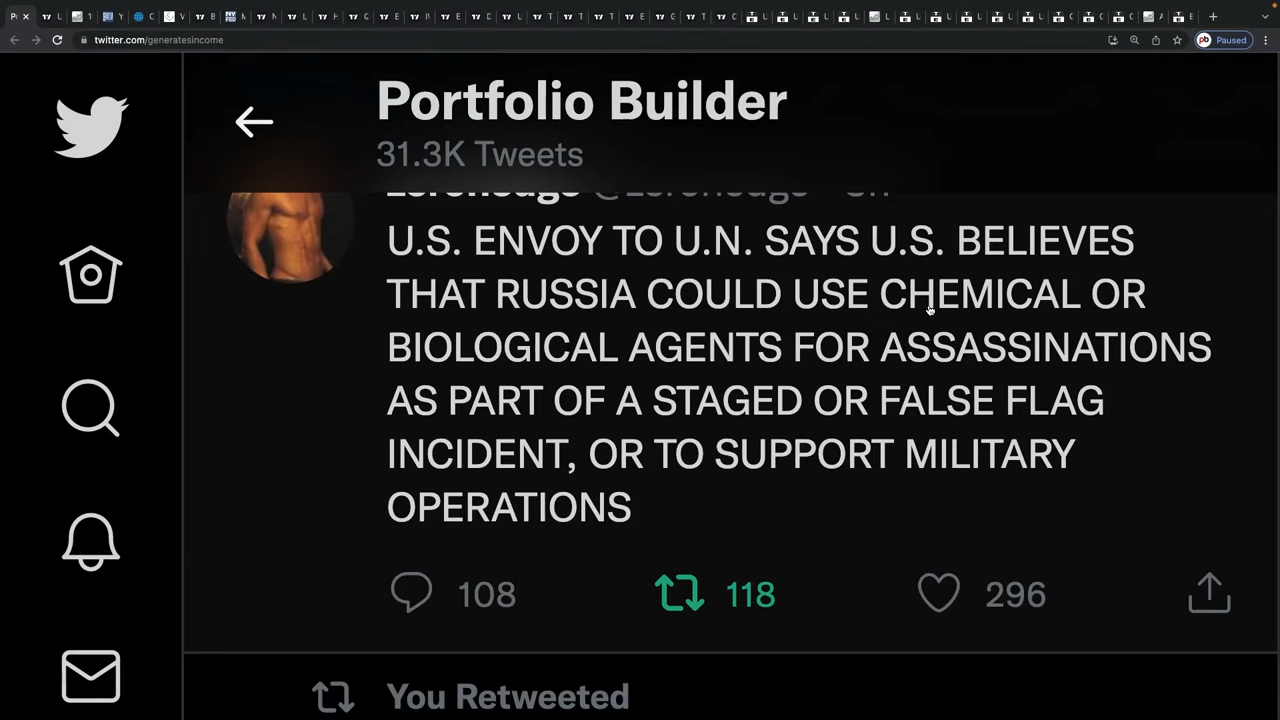 twitter.com/generatesincome
Paused
Portfolio Builder
31.3K Tweets
U.S. ENVOY TO U.N. SAYS U.S. BELIEVES
THAT RUSSIA COULD USE CHEMICAL OR
BIOLOGICAL AGENTS FOR ASSASSINATIONS
AS PART OF A STAGED OR FALSE FLAG
INCIDENT, OR TO SUPPORT MILITARY
OPERATIONS
108 118 296
You Retweeted